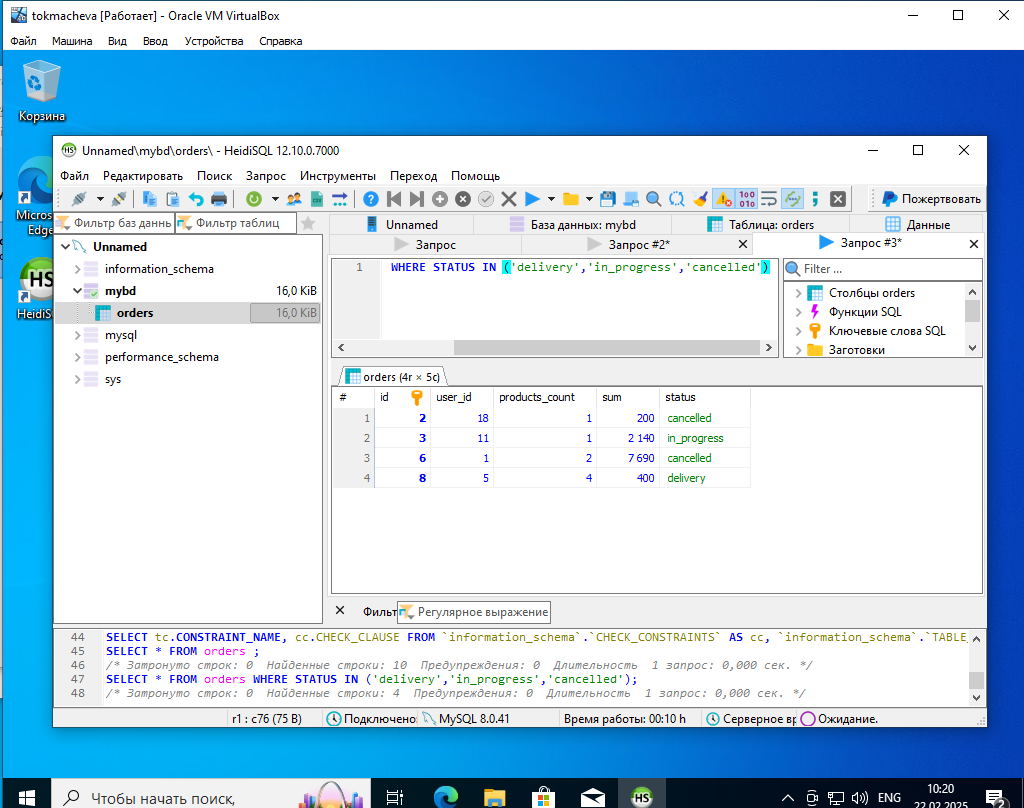 tokmacheva [Работает] - Oracle VM VirtualBox
Файл Машина Вид Ввод Устройства Справка
Корзина
Micros
Edge
HeidiS
Unnamed\mybd\orders\ - HeidiSQL 12.10.0.7000
Файл Редактировать Поиск Запрос Инструменты Переход Помощь
Пожертвовать
Фильтр баз данн Фильтр таблиц
Unnamed База данных: mybd Таблица: orders Данные
Запрос Запрос #2* Запрос #3*
Unnamed
information_schema
mybd 16,0 KiB
orders 16,0 KiB
mysql
performance_schema
sys
1 WHERE STATUS IN ('delivery','in_progress','cancelled')
Filter ...
Столбцы orders
Функции SQL
Ключевые слова SQL
Заготовки
orders (4r × 5c)
# id user_id products_count sum status
1 2 18 1 200 cancelled
2 3 11 1 2 140 in_progress
3 6 1 2 7 690 cancelled
4 8 5 4 400 delivery
Фильт Регулярное выражение
44 SELECT tc.CONSTRAINT_NAME, cc.CHECK_CLAUSE FROM `information_schema`.`CHECK_CONSTRAINTS` AS cc, `information_schema`.`TABLE_
45 SELECT * FROM orders ;
46 /* Затронуто строк: 0 Найденные строки: 10 Предупреждения: 0 Длительность 1 запрос: 0,000 сек. */
47 SELECT * FROM orders WHERE STATUS IN ('delivery','in_progress','cancelled');
48 /* Затронуто строк: 0 Найденные строки: 4 Предупреждения: 0 Длительность 1 запрос: 0,000 сек. */
r1 : c76 (75 B) Подключено MySQL 8.0.41 Время работы: 00:10 h Серверное вр Ожидание.
Чтобы начать поиск,
HS
ENG
10:20
22.02.2025
2